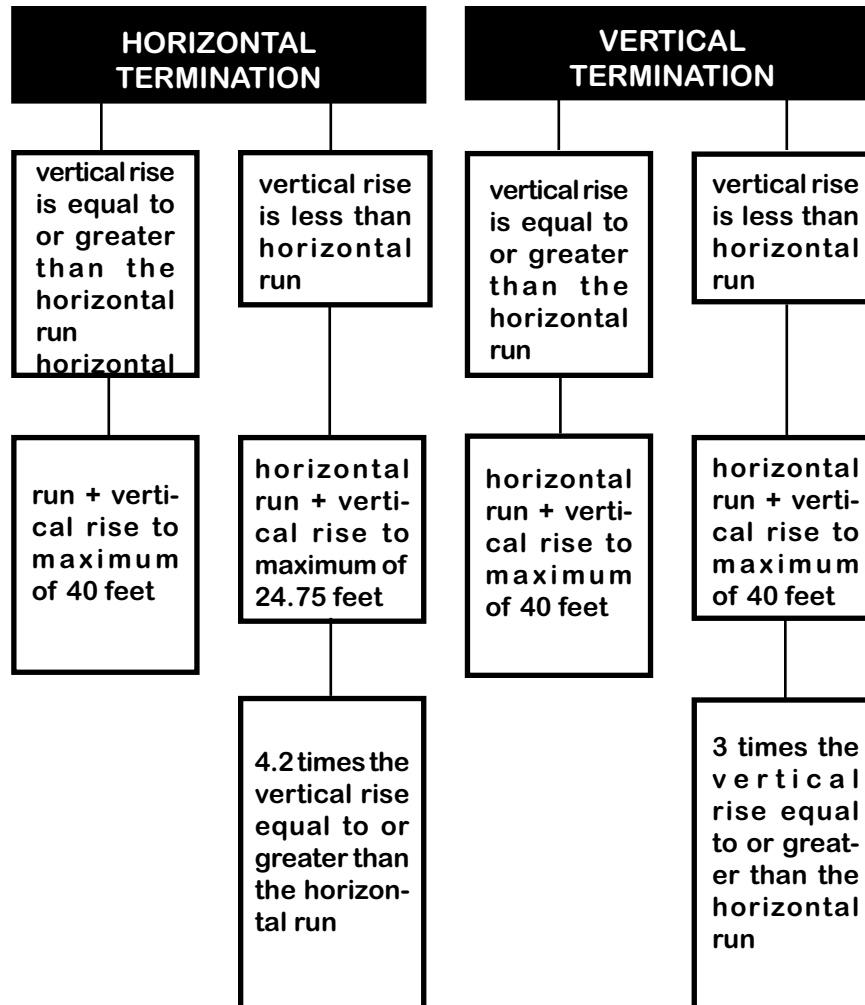 HORIZONTAL
TERMINATION
vertical rise
is equal to
or greater
than the
horizontal
run
horizontal
run + verti-
cal rise to
maximum
of 40 feet
vertical rise
is less than
horizontal
run
horizontal
run + verti-
cal rise to
maximum of
24.75 feet
4.2 times the
vertical rise
equal to or
greater than
the horizon-
tal run
VERTICAL
TERMINATION
vertical rise
is equal to
or greater
than the
horizontal
run
horizontal
run + verti-
cal rise to
maximum
of 40 feet
vertical rise
is less than
horizontal
run
horizontal
run + verti-
cal rise to
maximum
of 40 feet
3 times the
vertical
rise equal
to or great-
er than the
horizontal
run